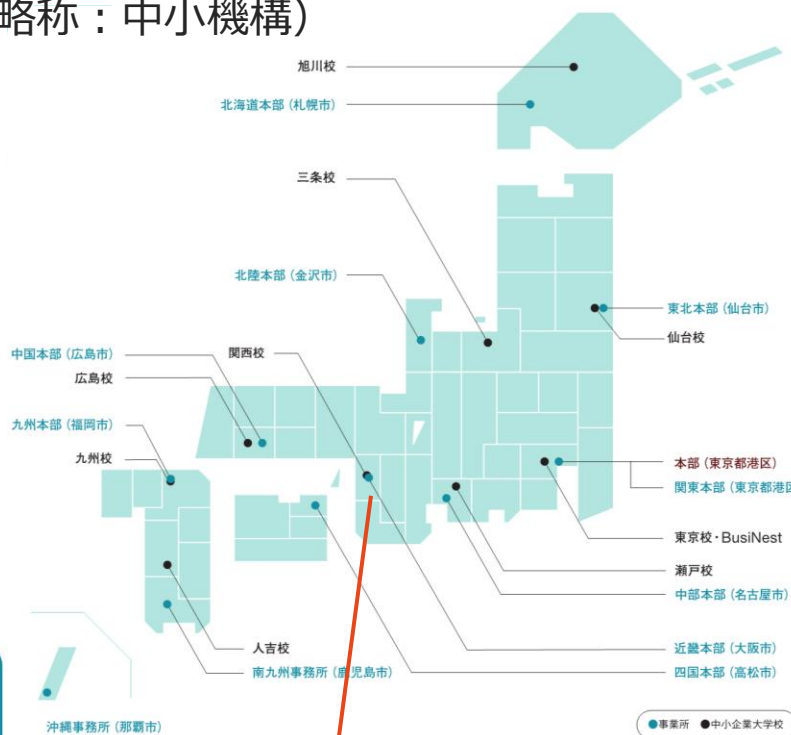 略称：中小機構）
旭川校
北海道本部（札幌市）
三条校
北陸本部（金沢市）
東北本部（仙台市）
仙台校
中国本部（広島市）
関西校
広島校
九州本部（福岡市）
九州校
本部（東京都港区）
関東本部（東京都港区
東京校・BusiNest
瀬戸校
中部本部（名古屋市）
人吉校
近畿本部（大阪市）
南九州事務所（鹿児島市）
四国本部（高松市）
沖縄事務所（那覇市）
●事業所 ●中小企業大学校